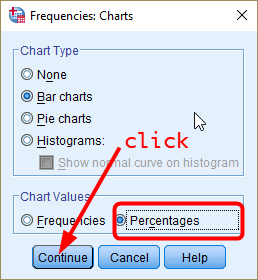 Frequencies: Charts
Chart Type
None
Bar charts
Pie charts
Histograms:
click
Show normal curve on histogram
Chart Values
Frequencies Percentages
Continue Cancel Help